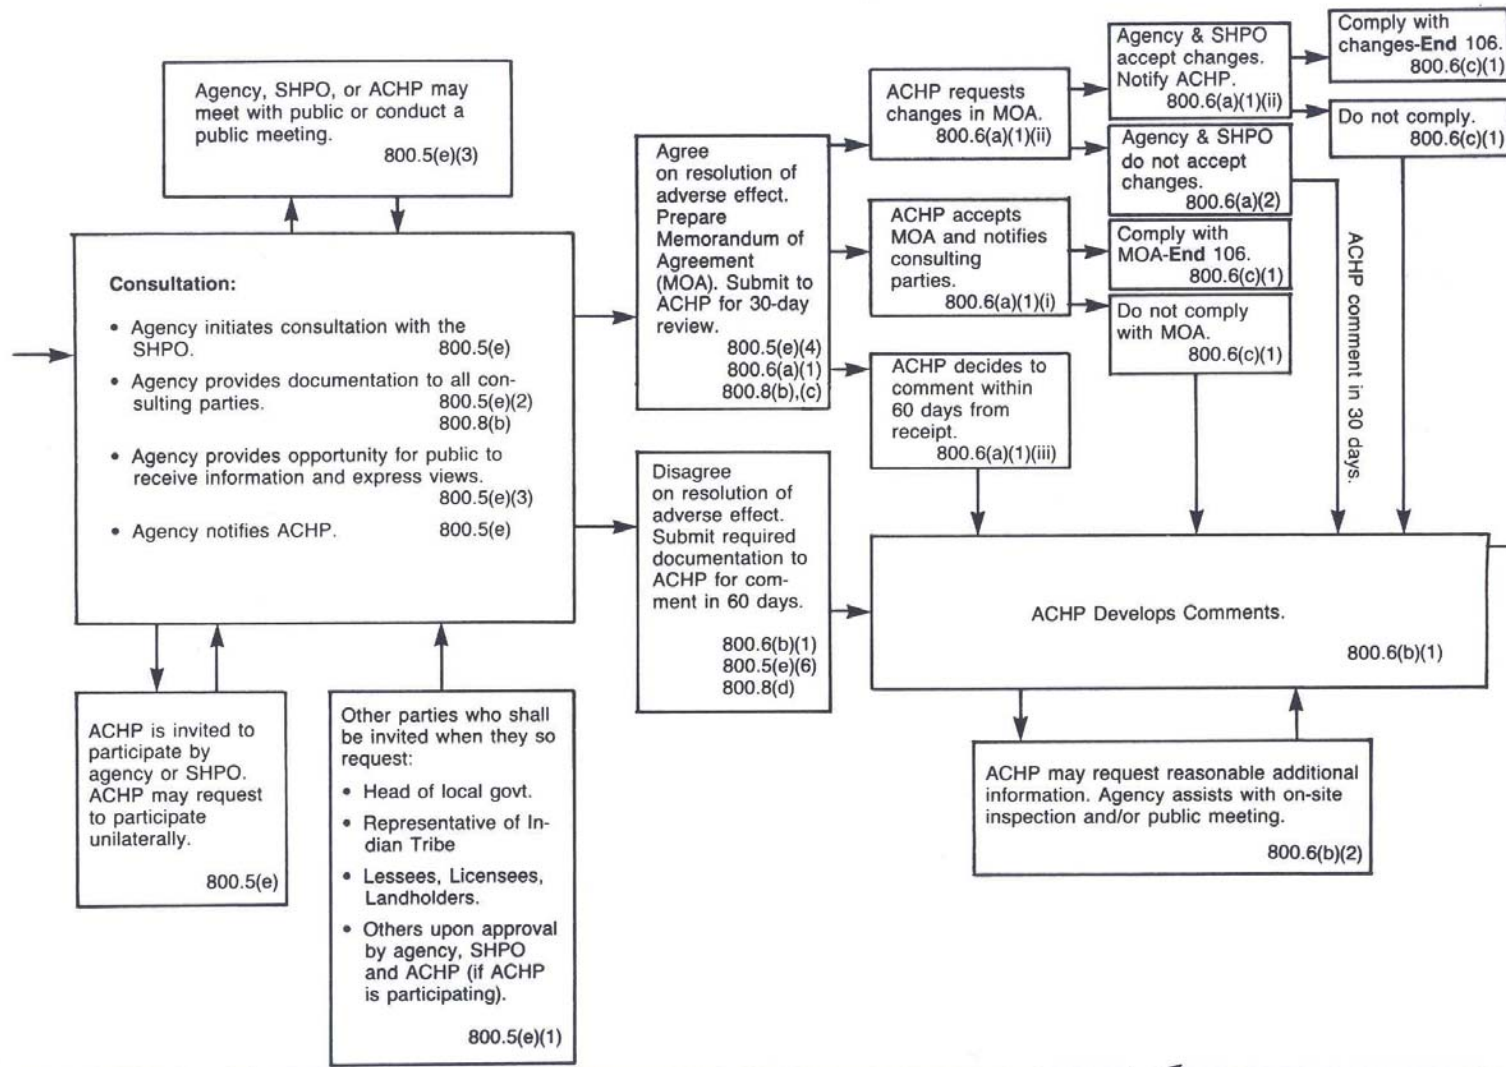 Agency, SHPO, or ACHP may
meet with public or conduct a
public meeting.
800.5(e)(3)
Consultation:
• Agency initiates consultation with the
SHPO. 800.5(e)
• Agency provides documentation to all con-
sulting parties. 800.5(e)(2)
800.8(b)
• Agency provides opportunity for public to
receive information and express views.
800.5(e)(3)
• Agency notifies ACHP. 800.5(e)
ACHP is invited to
participate by
agency or SHPO.
ACHP may request
to participate
unilaterally.
800.5(e)
Other parties who shall
be invited when they so
request:
• Head of local govt.
• Representative of In-
dian Tribe
• Lessees, Licensees,
Landholders.
• Others upon approval
by agency, SHPO
and ACHP (if ACHP
is participating).
800.5(e)(1)
Agree
on resolution of
adverse effect.
Prepare
Memorandum of
Agreement
(MOA). Submit to
ACHP for 30-day
review.
800.5(e)(4)
800.6(a)(1)
800.8(b),(c)
Disagree
on resolution of
adverse effect.
Submit required
documentation to
ACHP for com-
ment in 60 days.
800.6(b)(1)
800.5(e)(6)
800.8(d)
ACHP requests
changes in MOA.
800.6(a)(1)(ii)
ACHP accepts
MOA and notifies
consulting
parties.
800.6(a)(1)(i)
ACHP decides to
comment within
60 days from
receipt.
800.6(a)(1)(iii)
Agency & SHPO
accept changes.
Notify ACHP.
800.6(a)(1)(ii)
Agency & SHPO
do not accept
changes.
800.6(a)(2)
Comply with
MOA-End 106.
800.6(c)(1)
Do not comply
with MOA.
800.6(c)(1)
Comply with
changes-End 106.
800.6(c)(1)
Do not comply.
800.6(c)(1)
ACHP comment in 30 days.
ACHP Develops Comments.
800.6(b)(1)
ACHP may request reasonable additional
information. Agency assists with on-site
inspection and/or public meeting.
800.6(b)(2)